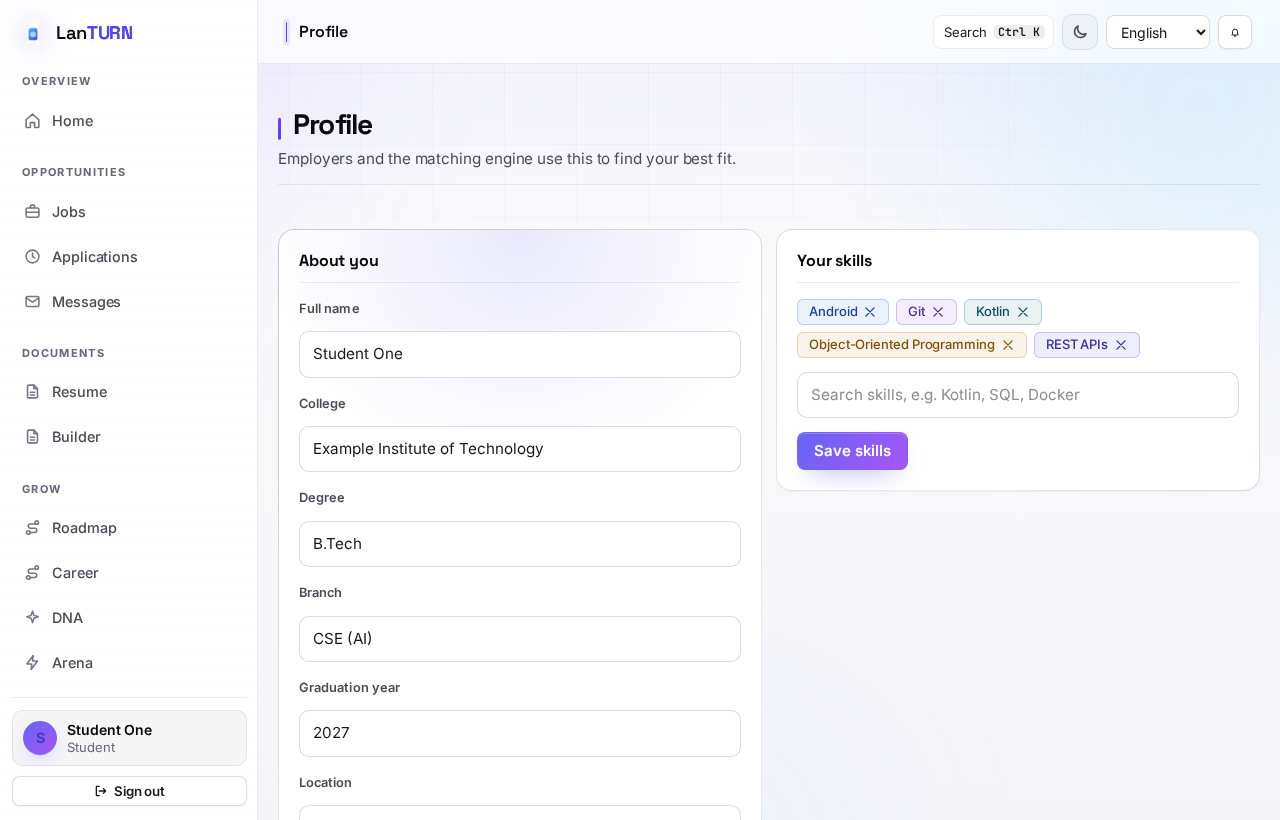 LanTURN
OVERVIEW
Home
OPPORTUNITIES
Jobs
Applications
Messages
DOCUMENTS
Resume
Builder
GROW
Roadmap
Career
DNA
Arena
S
Student One
Student
Sign out
Profile
Search Ctrl K
English
Profile
Employers and the matching engine use this to find your best fit.
About you
Full name
Student One
College
Example Institute of Technology
Degree
B.Tech
Branch
CSE (AI)
Graduation year
2027
Location
Your skills
Android Git Kotlin
Object-Oriented Programming REST APIs
Search skills, e.g. Kotlin, SQL, Docker
Save skills